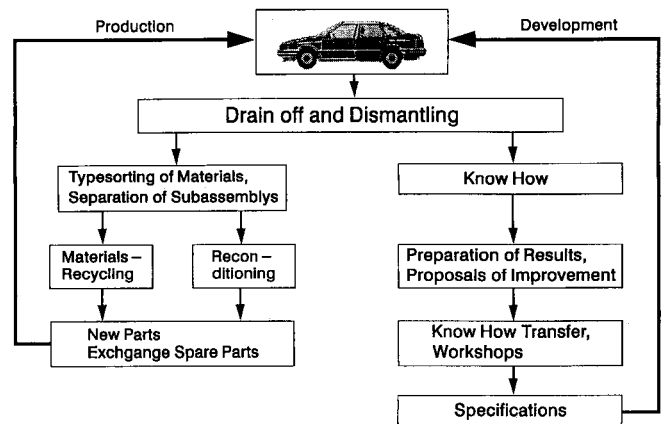 Production
Development
Drain off and Dismantling
Typesorting of Materials,
Separation of Subassemblys
Know How
Materials –
Recycling
Recon –
ditioning
Preparation of Results,
Proposals of Improvement
New Parts
Exchgange Spare Parts
Know How Transfer,
Workshops
Specifications